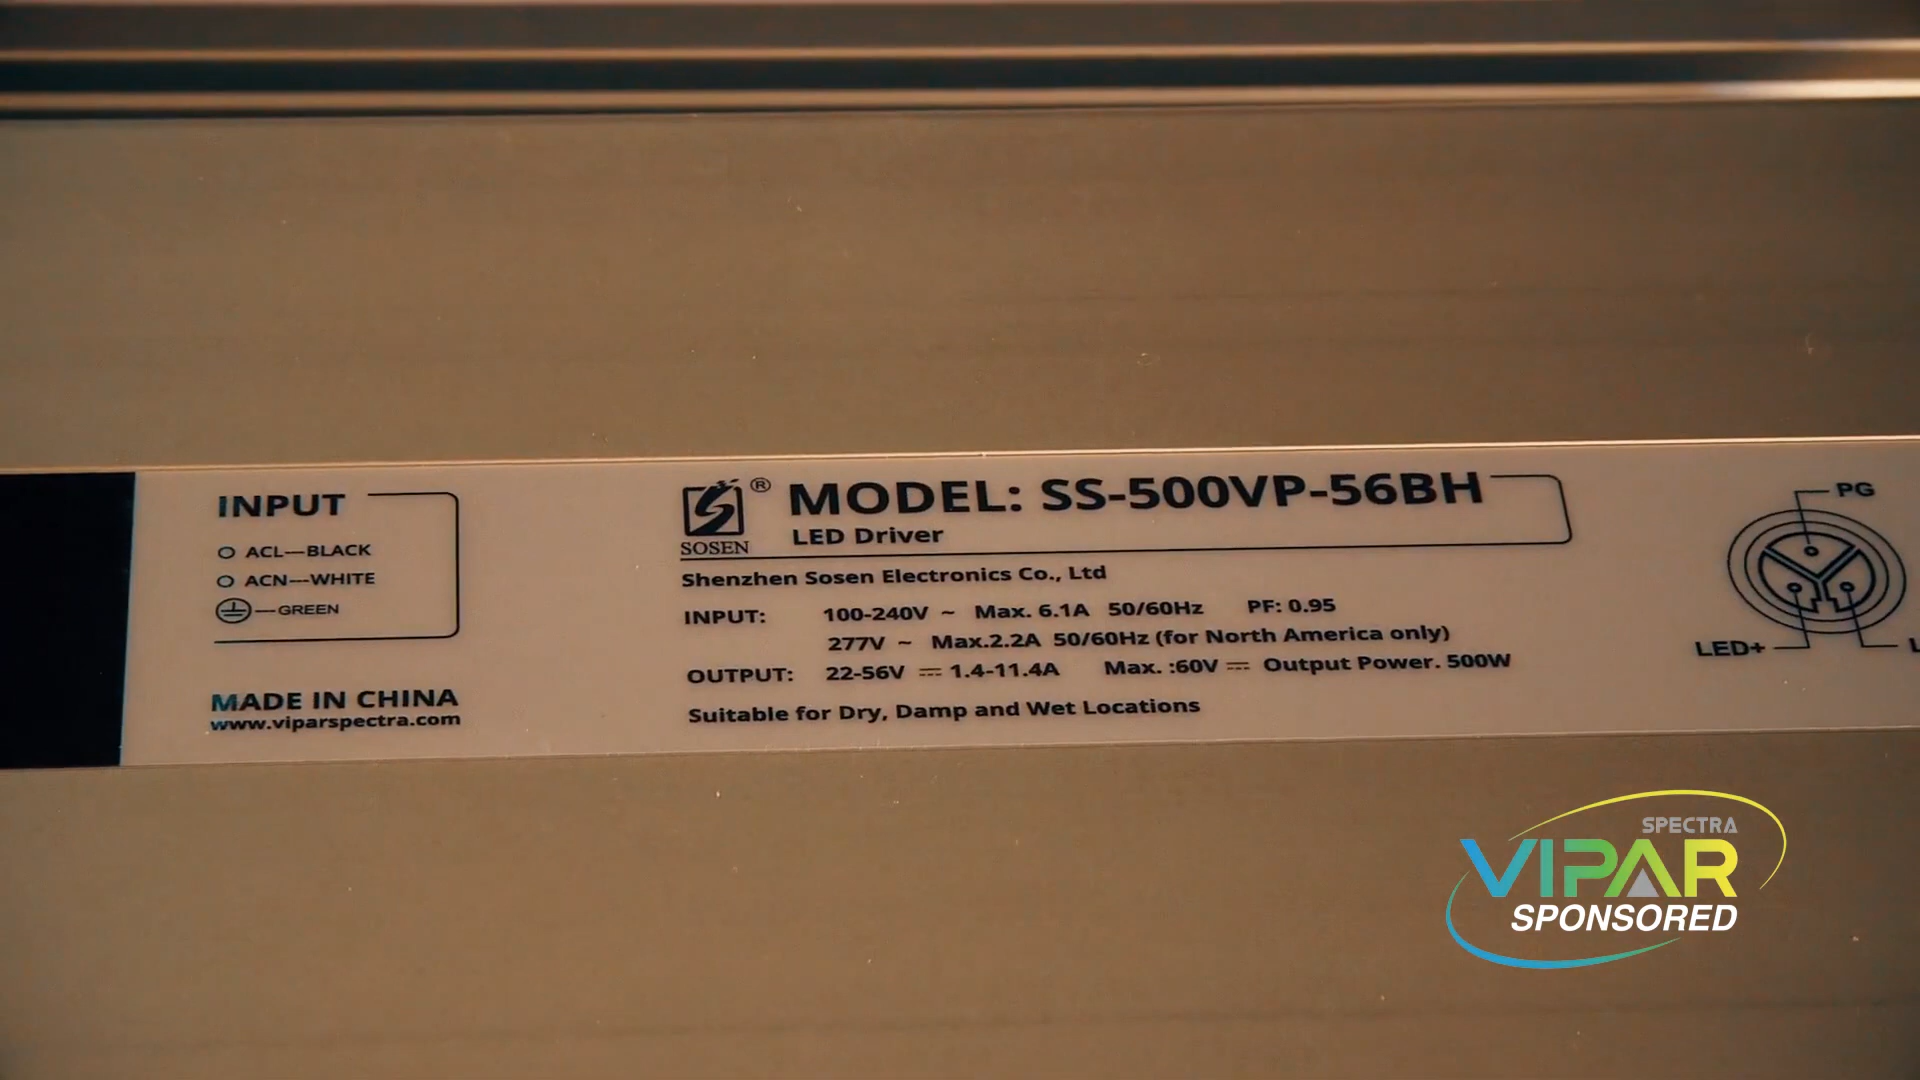 INPUT
ACL—BLACK
ACN—WHITE
—GREEN
MADE IN CHINA
www.viparspectra.com
SOSEN
®
MODEL: SS-500VP-56BH
LED Driver
Shenzhen Sosen Electronics Co., Ltd
INPUT: 100-240V ~ Max. 6.1A 50/60Hz PF: 0.95
277V ~ Max.2.2A 50/60Hz (for North America only)
OUTPUT: 22-56V ⎓ 1.4-11.4A Max. :60V ⎓ Output Power. 500W
Suitable for Dry, Damp and Wet Locations
PG
LED+
SPECTRA
VIPAR
SPONSORED